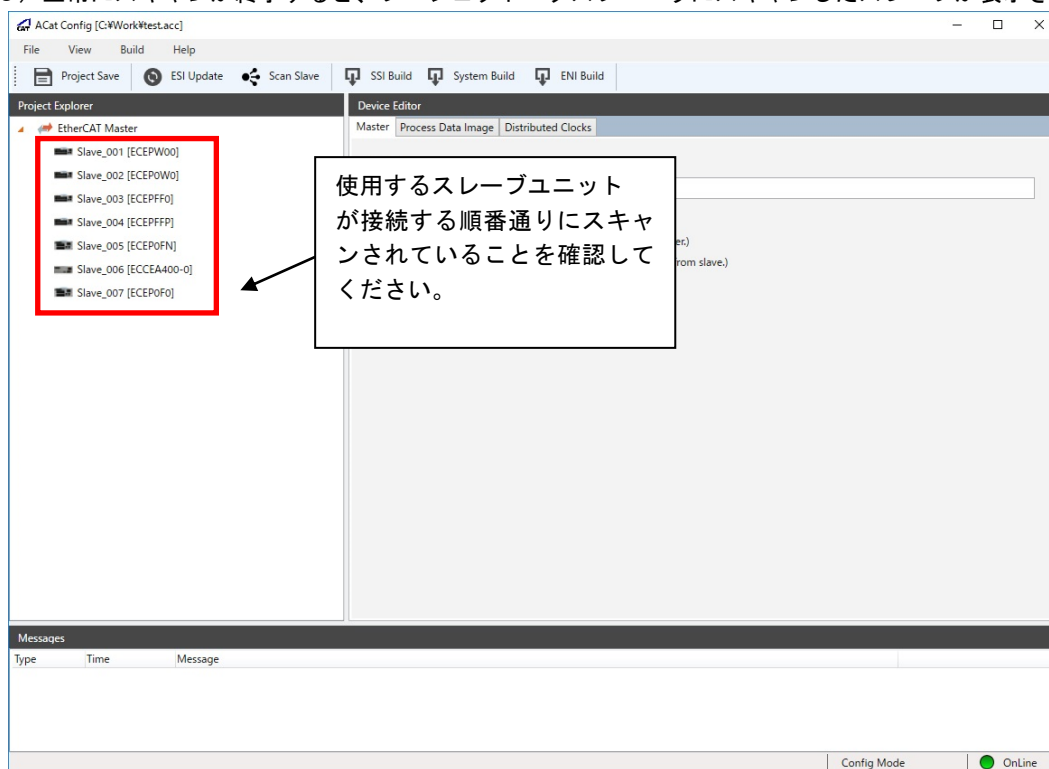 ACat Config [C:¥Work¥test.acc]
File View Build Help
Project Save ESI Update Scan Slave SSI Build System Build ENI Build
Project Explorer
EtherCAT Master
Slave_001 [ECEPW00]
Slave_002 [ECEP0W0]
Slave_003 [ECEPFF0]
Slave_004 [ECEPFFP]
Slave_005 [ECEP0FN]
Slave_006 [ECCEA400-0]
Slave_007 [ECEP0F0]
Device Editor
Master Process Data Image Distributed Clocks
使用するスレーブユニット
が接続する順番通りにスキャ
ンされていることを確認して
ください。
er.)
rom slave.)
Messages
Type Time Message
Config Mode OnLine